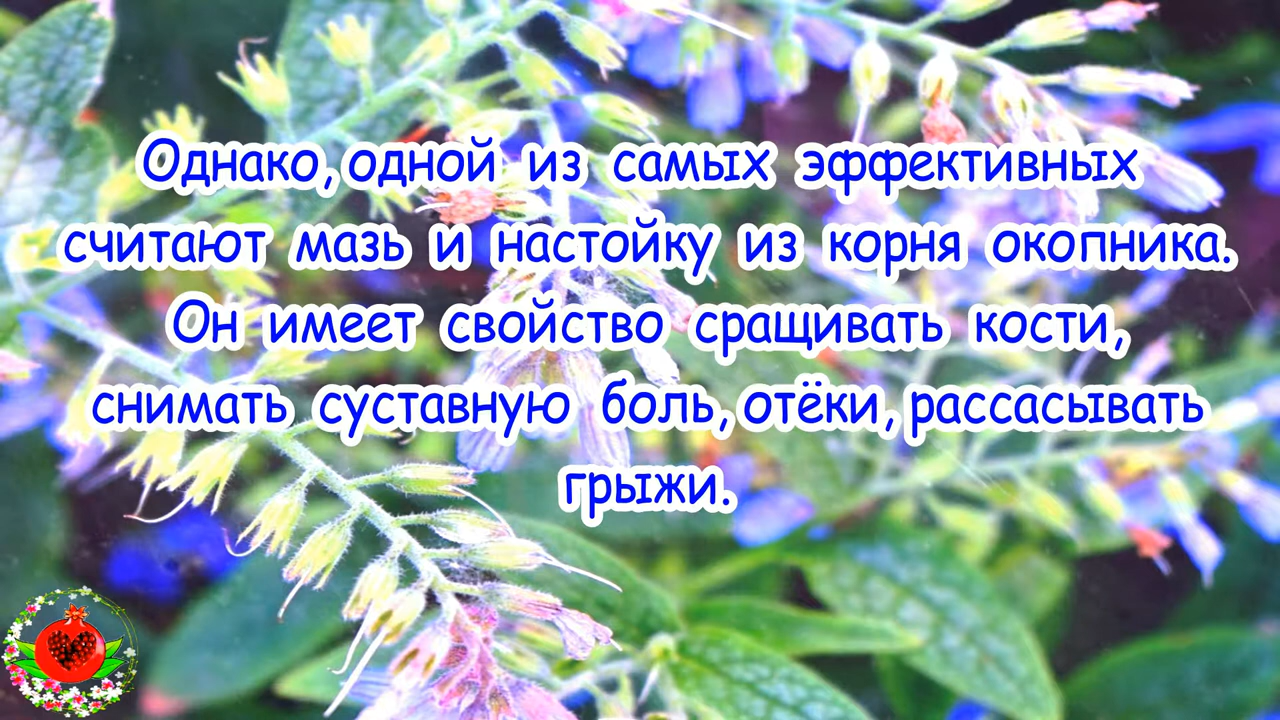 Однако, одной из самых эффективных
считают мазь и настойку из корня окопника.
Он имеет свойство сращивать кости,
снимать суставную боль, отёки, рассасывать
грыжи.